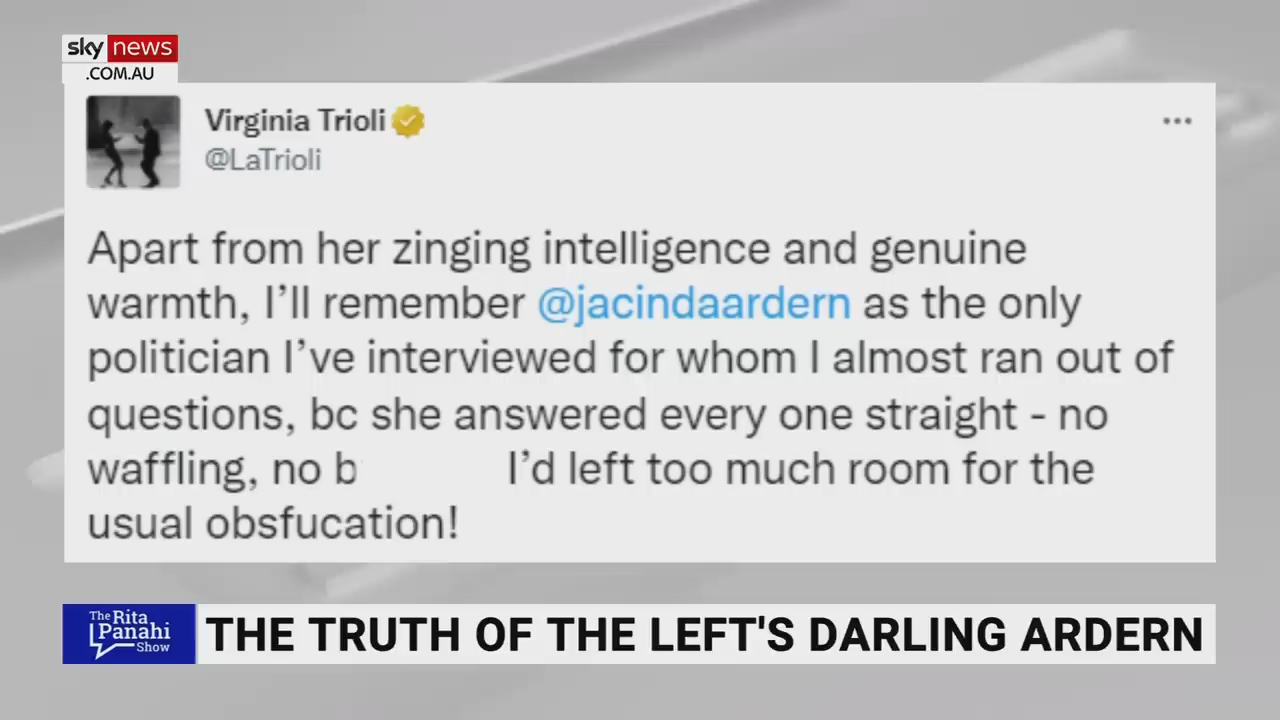 sky news
.COM.AU
Virginia Trioli
@LaTrioli
Apart from her zinging intelligence and genuine
warmth, I'll remember @jacindaardern as the only
politician I've interviewed for whom I almost ran out of
questions, bc she answered every one straight - no
waffling, no b I'd left too much room for the
usual obsfucation!
The Rita
Panahi
Show
THE TRUTH OF THE LEFT'S DARLING ARDERN